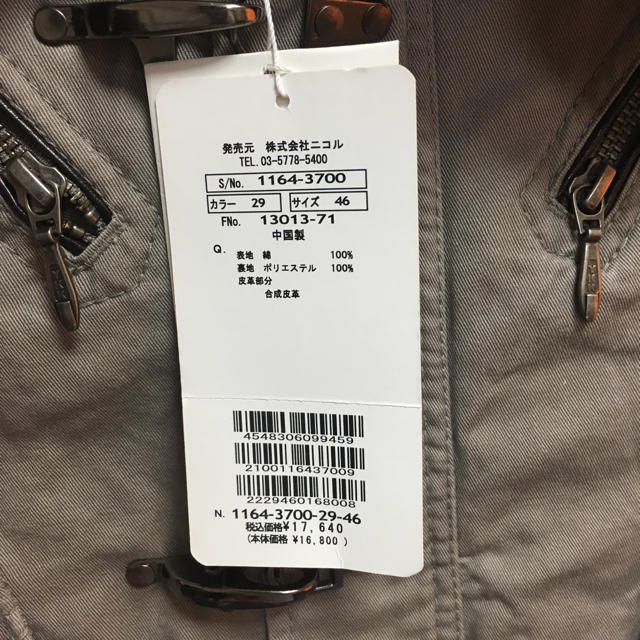 発売元 株式会社ニコル
TEL.03-5778-5400
S/No. 1164-3700
カラー 29 サイズ 46
FNo. 13013-71
中国製
Q. 表地 綿 100%
裏地 ポリエステル 100%
皮革部分
合成皮革
4548306099459
2100116437009
2229460168008
N. 1164-3700-29-46
税込価格¥17,640
(本体価格 ¥16,800 )